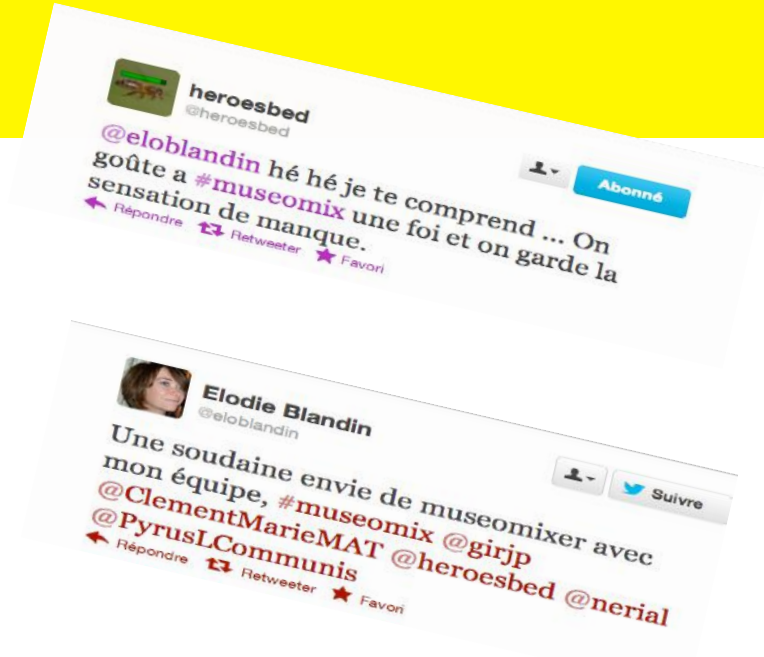 heroesbed
@heroesbed
Abonné
@eloblandin hé hé je te comprend ... On
goûte a #museomix une foi et on garde la
sensation de manque.
Répondre Retweeter Favori
Elodie Blandin
@eloblandin
Suivre
Une soudaine envie de museomixer avec
mon équipe, #museomix @girjp
@ClementMarieMAT @heroesbed @nerial
@PyrusLCommunis
Répondre Retweeter Favori